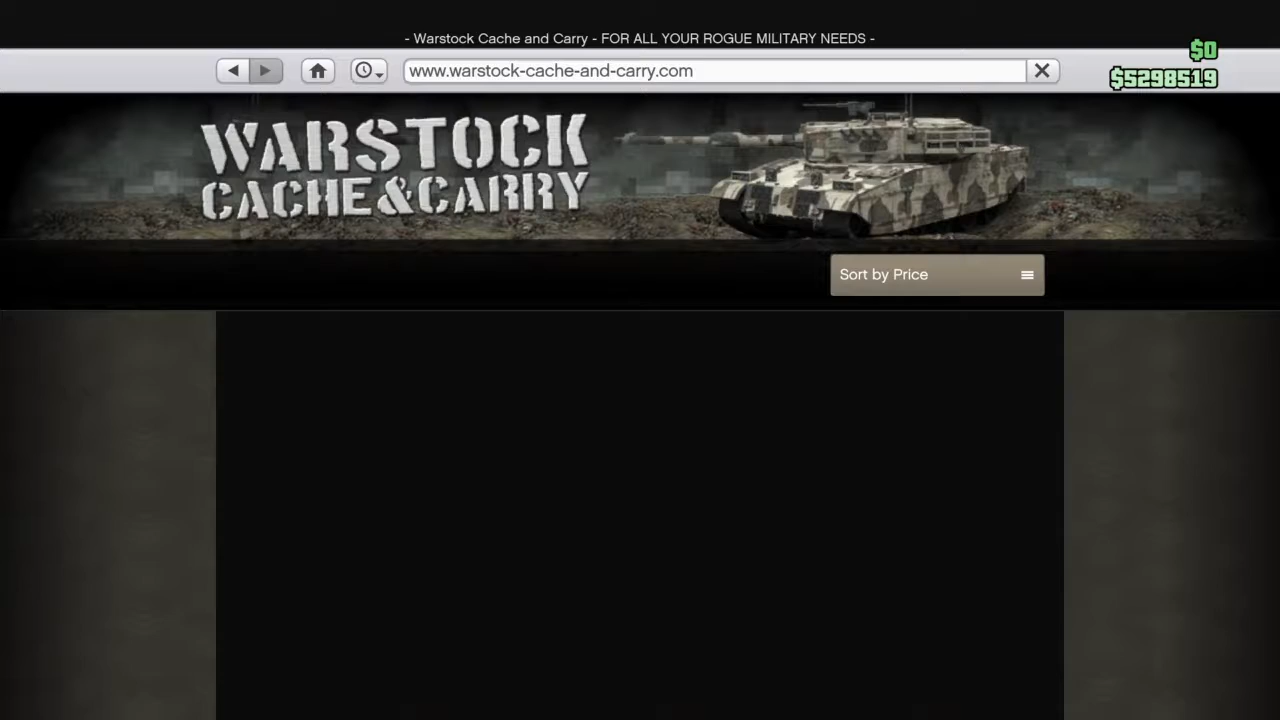 - Warstock Cache and Carry - FOR ALL YOUR ROGUE MILITARY NEEDS -
$0
www.warstock-cache-and-carry.com
$5298519
WARSTOCK
CACHE&CARRY
Sort by Price